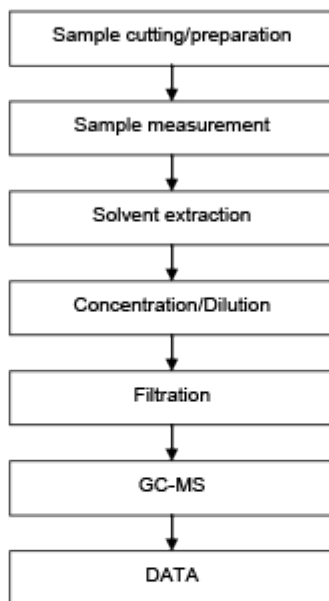 Sample cutting/preparation
Sample measurement
Solvent extraction
Concentration/Dilution
Filtration
GC-MS
DATA